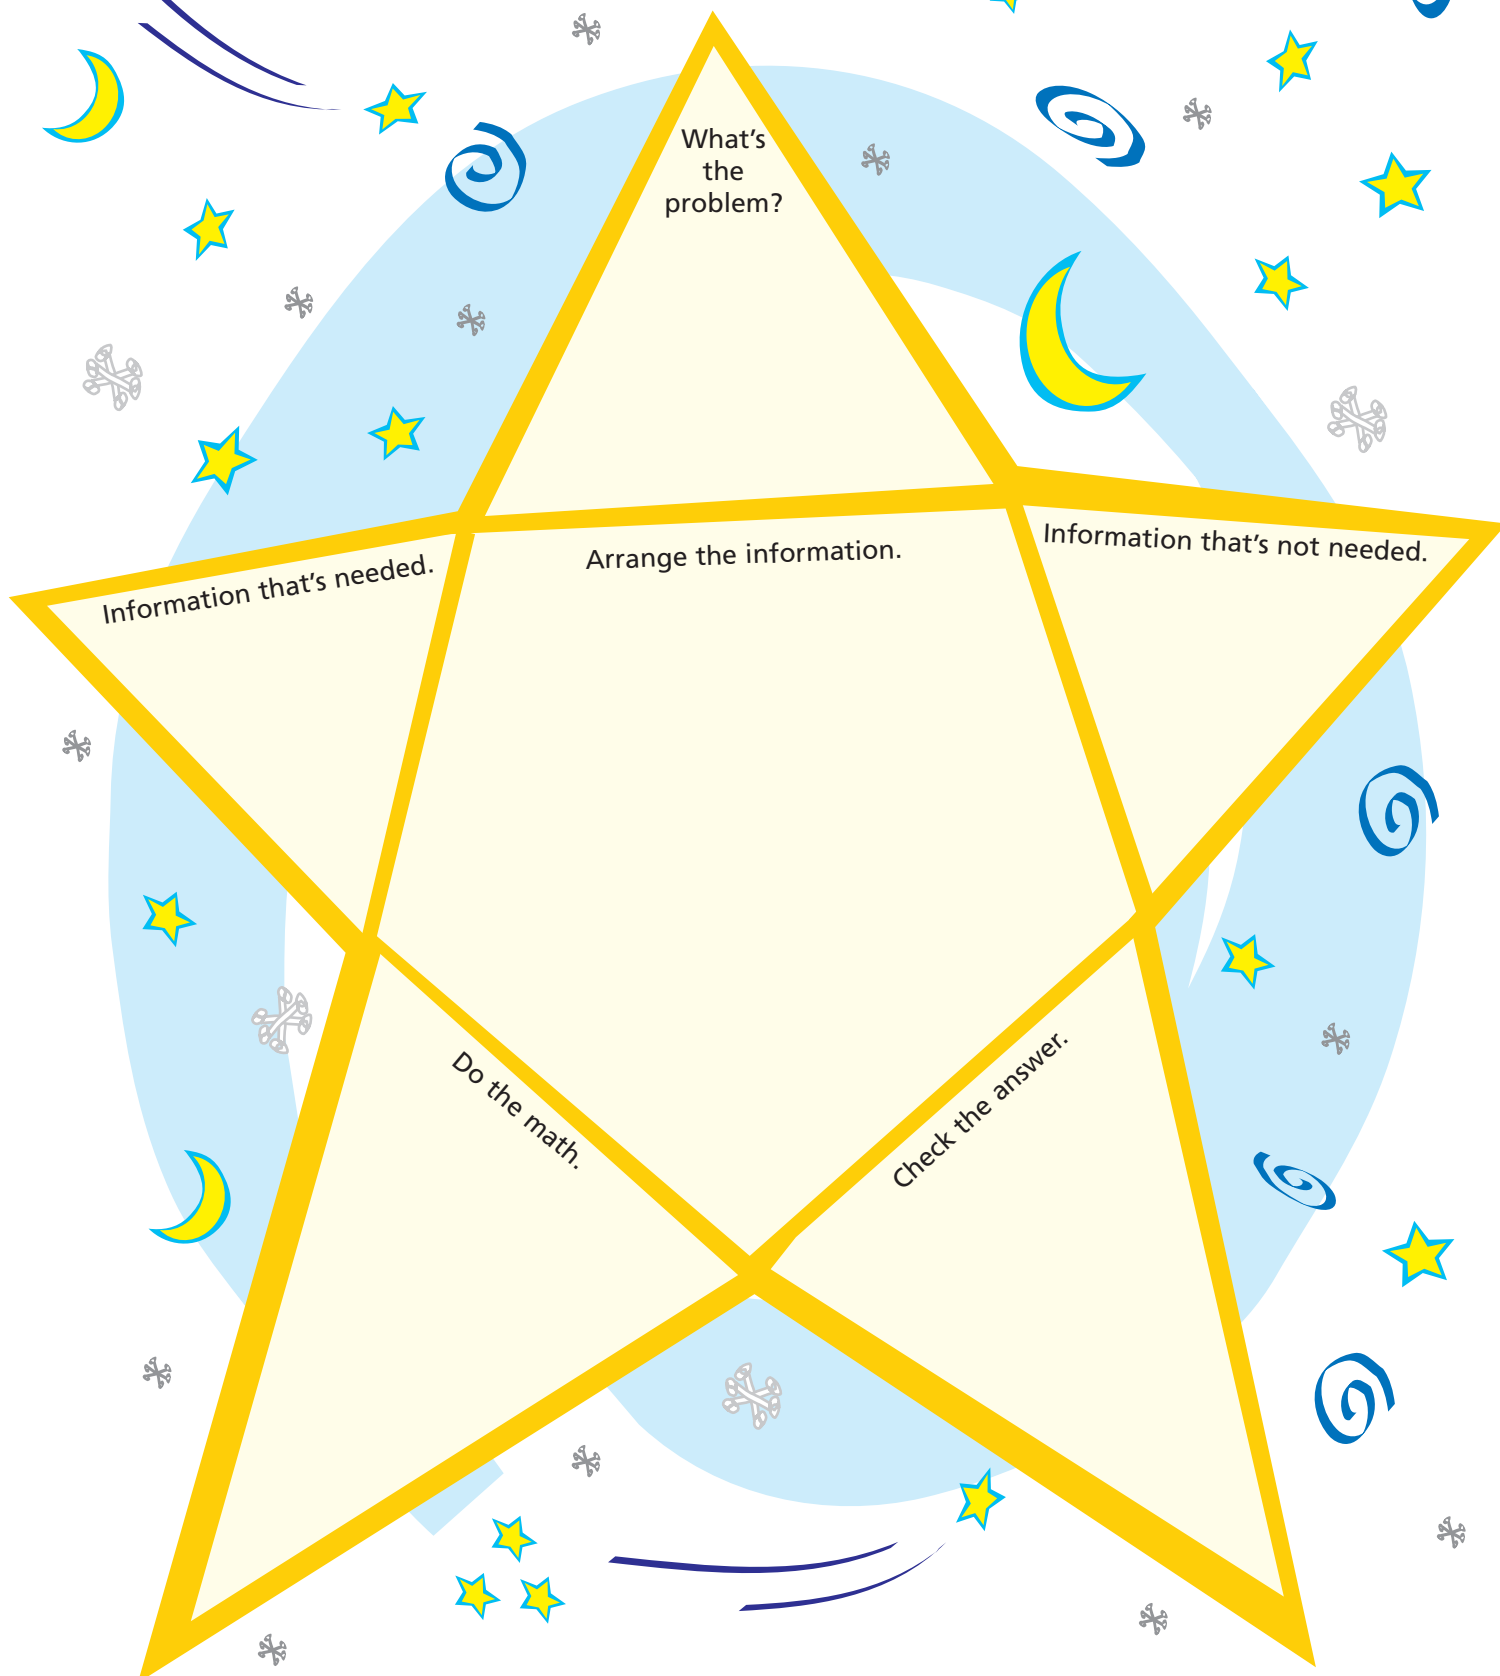 What's
the
problem?
Information that's needed.
Arrange the information.
Information that's not needed.
Do the math.
Check the answer.